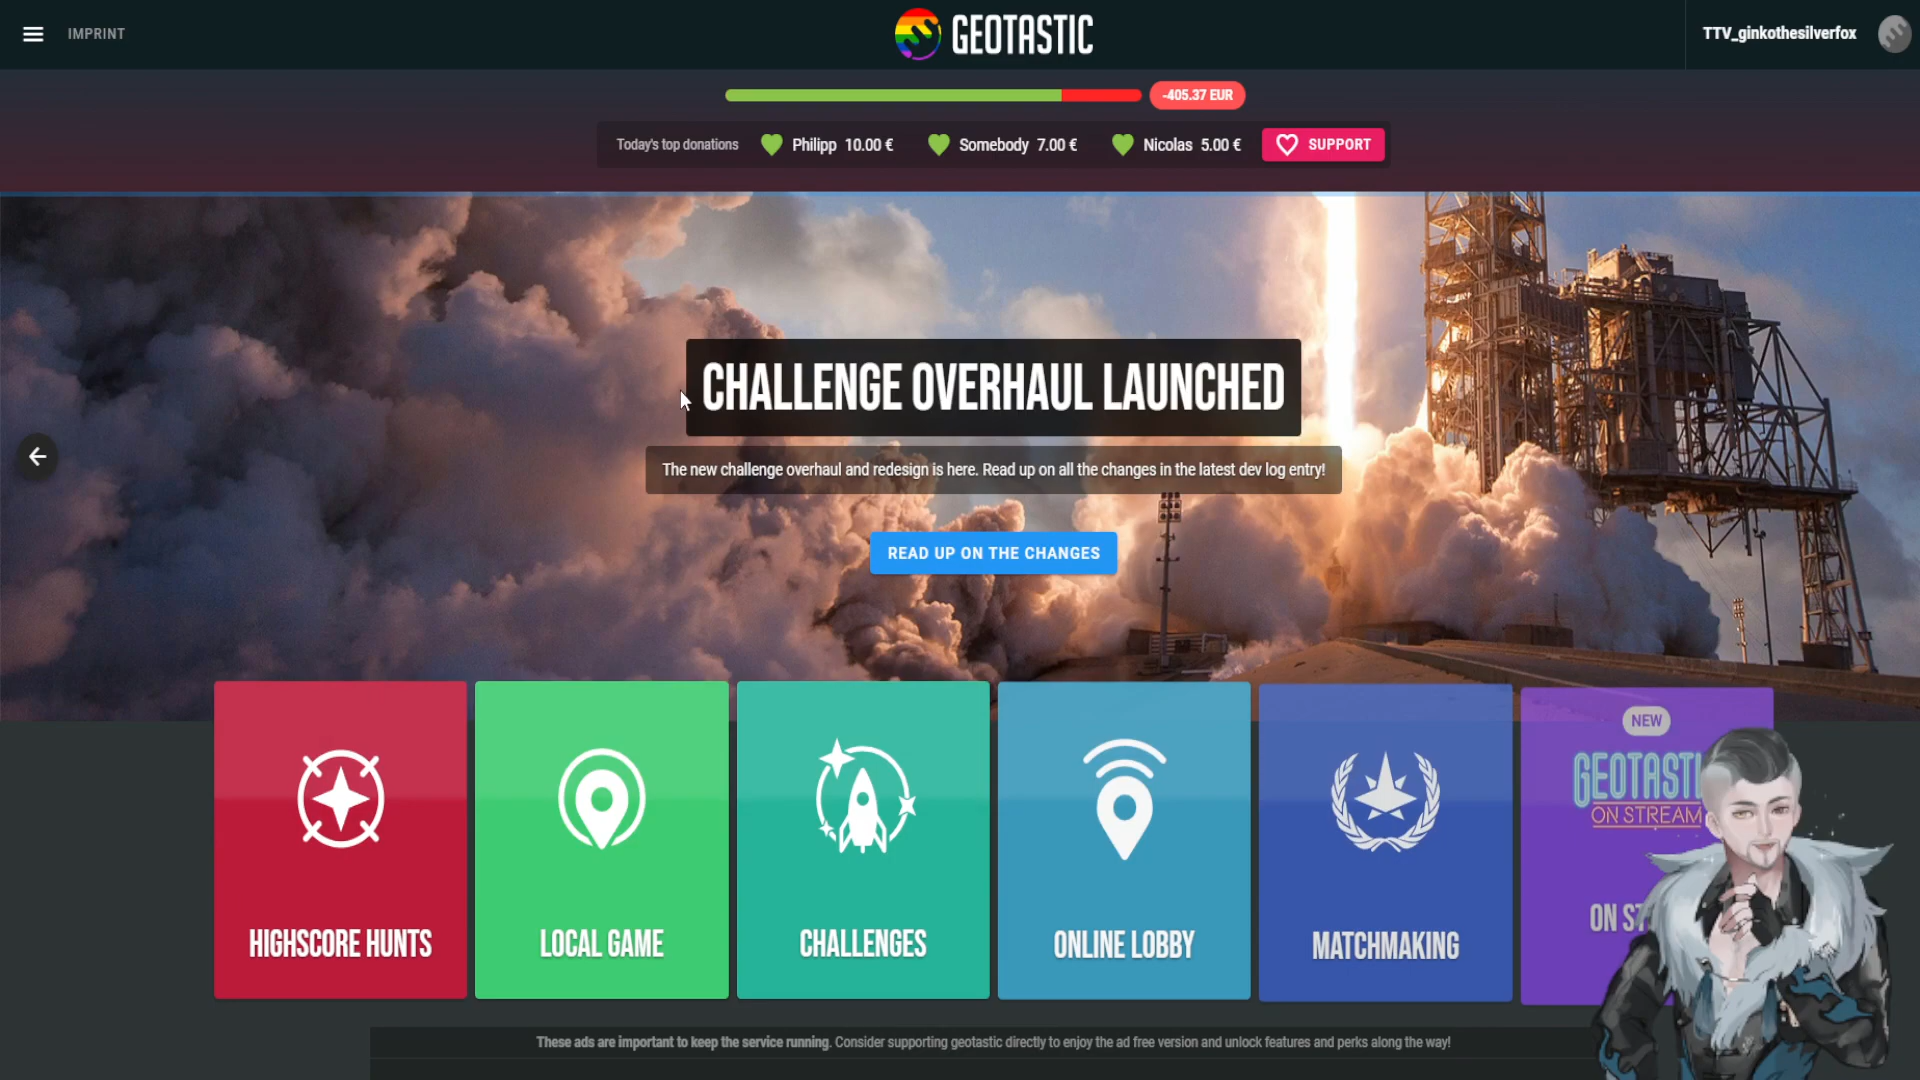 IMPRINT
GEOTASTIC
TTV_ginkothesilverfox
-405.37 EUR
Today's top donations
Philipp 10.00 €
Somebody 7.00 €
Nicolas 5.00 €
SUPPORT
CHALLENGE OVERHAUL LAUNCHED
The new challenge overhaul and redesign is here. Read up on all the changes in the latest dev log entry!
READ UP ON THE CHANGES
HIGHSCORE HUNTS
LOCAL GAME
CHALLENGES
ONLINE LOBBY
MATCHMAKING
NEW
GEOTASTI
ON STREAM
ON ST
These ads are important to keep the service running. Consider supporting geotastic directly to enjoy the ad free version and unlock features and perks along the way!